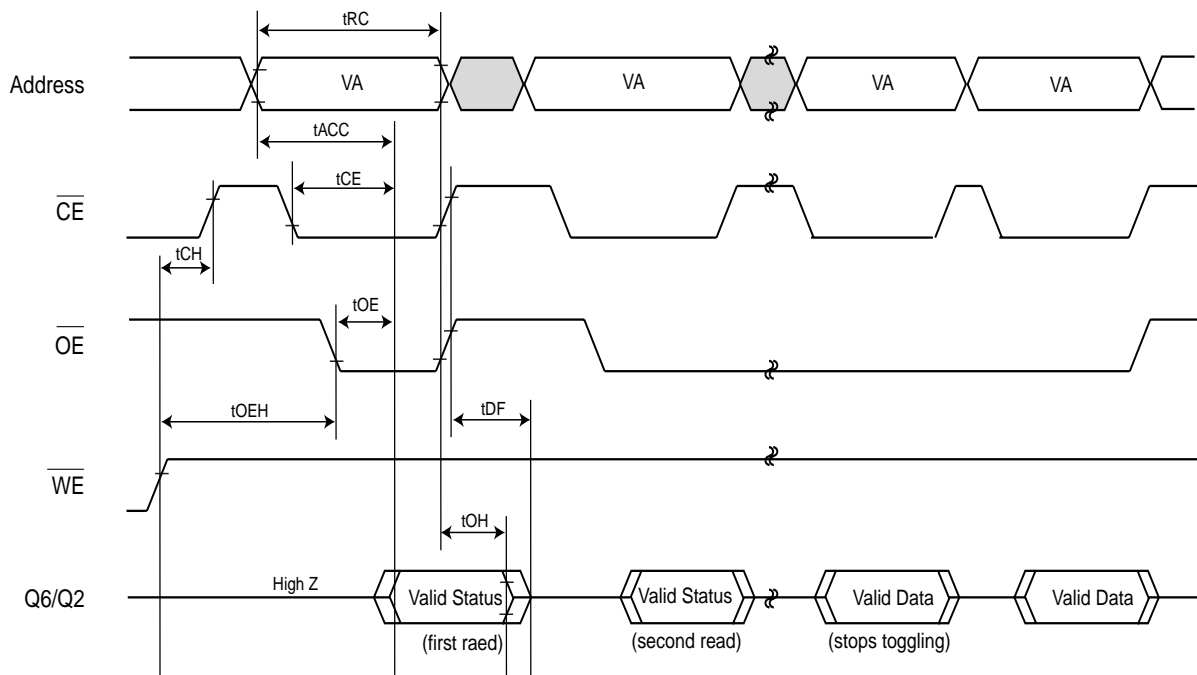 tRC
Address
VA
VA
VA
VA
tACC
tCE
CE
tCH
tOE
OE
tOEH
tDF
WE
tOH
Q6/Q2
High Z
Valid Status
Valid Status
Valid Data
Valid Data
(first raed)
(second read)
(stops toggling)